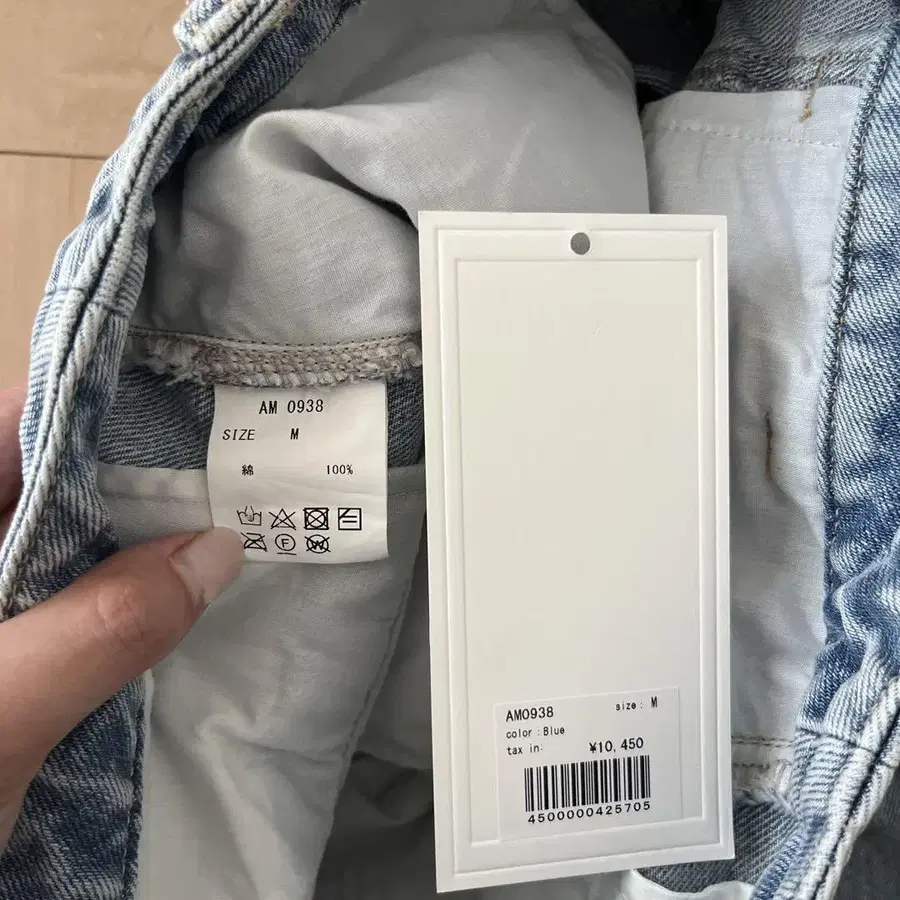 AM 0938
SIZE M
綿 100%
F W
AM0938 size: M
color :Blue
tax in: ¥10,450
4500000425705